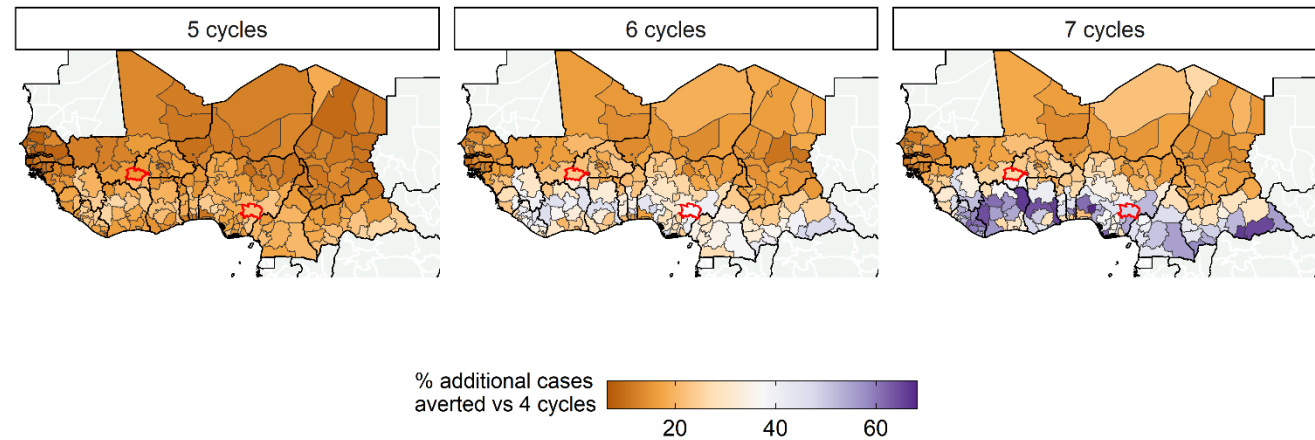 5 cycles
6 cycles
7 cycles
% additional cases
averted vs 4 cycles
20
40
60